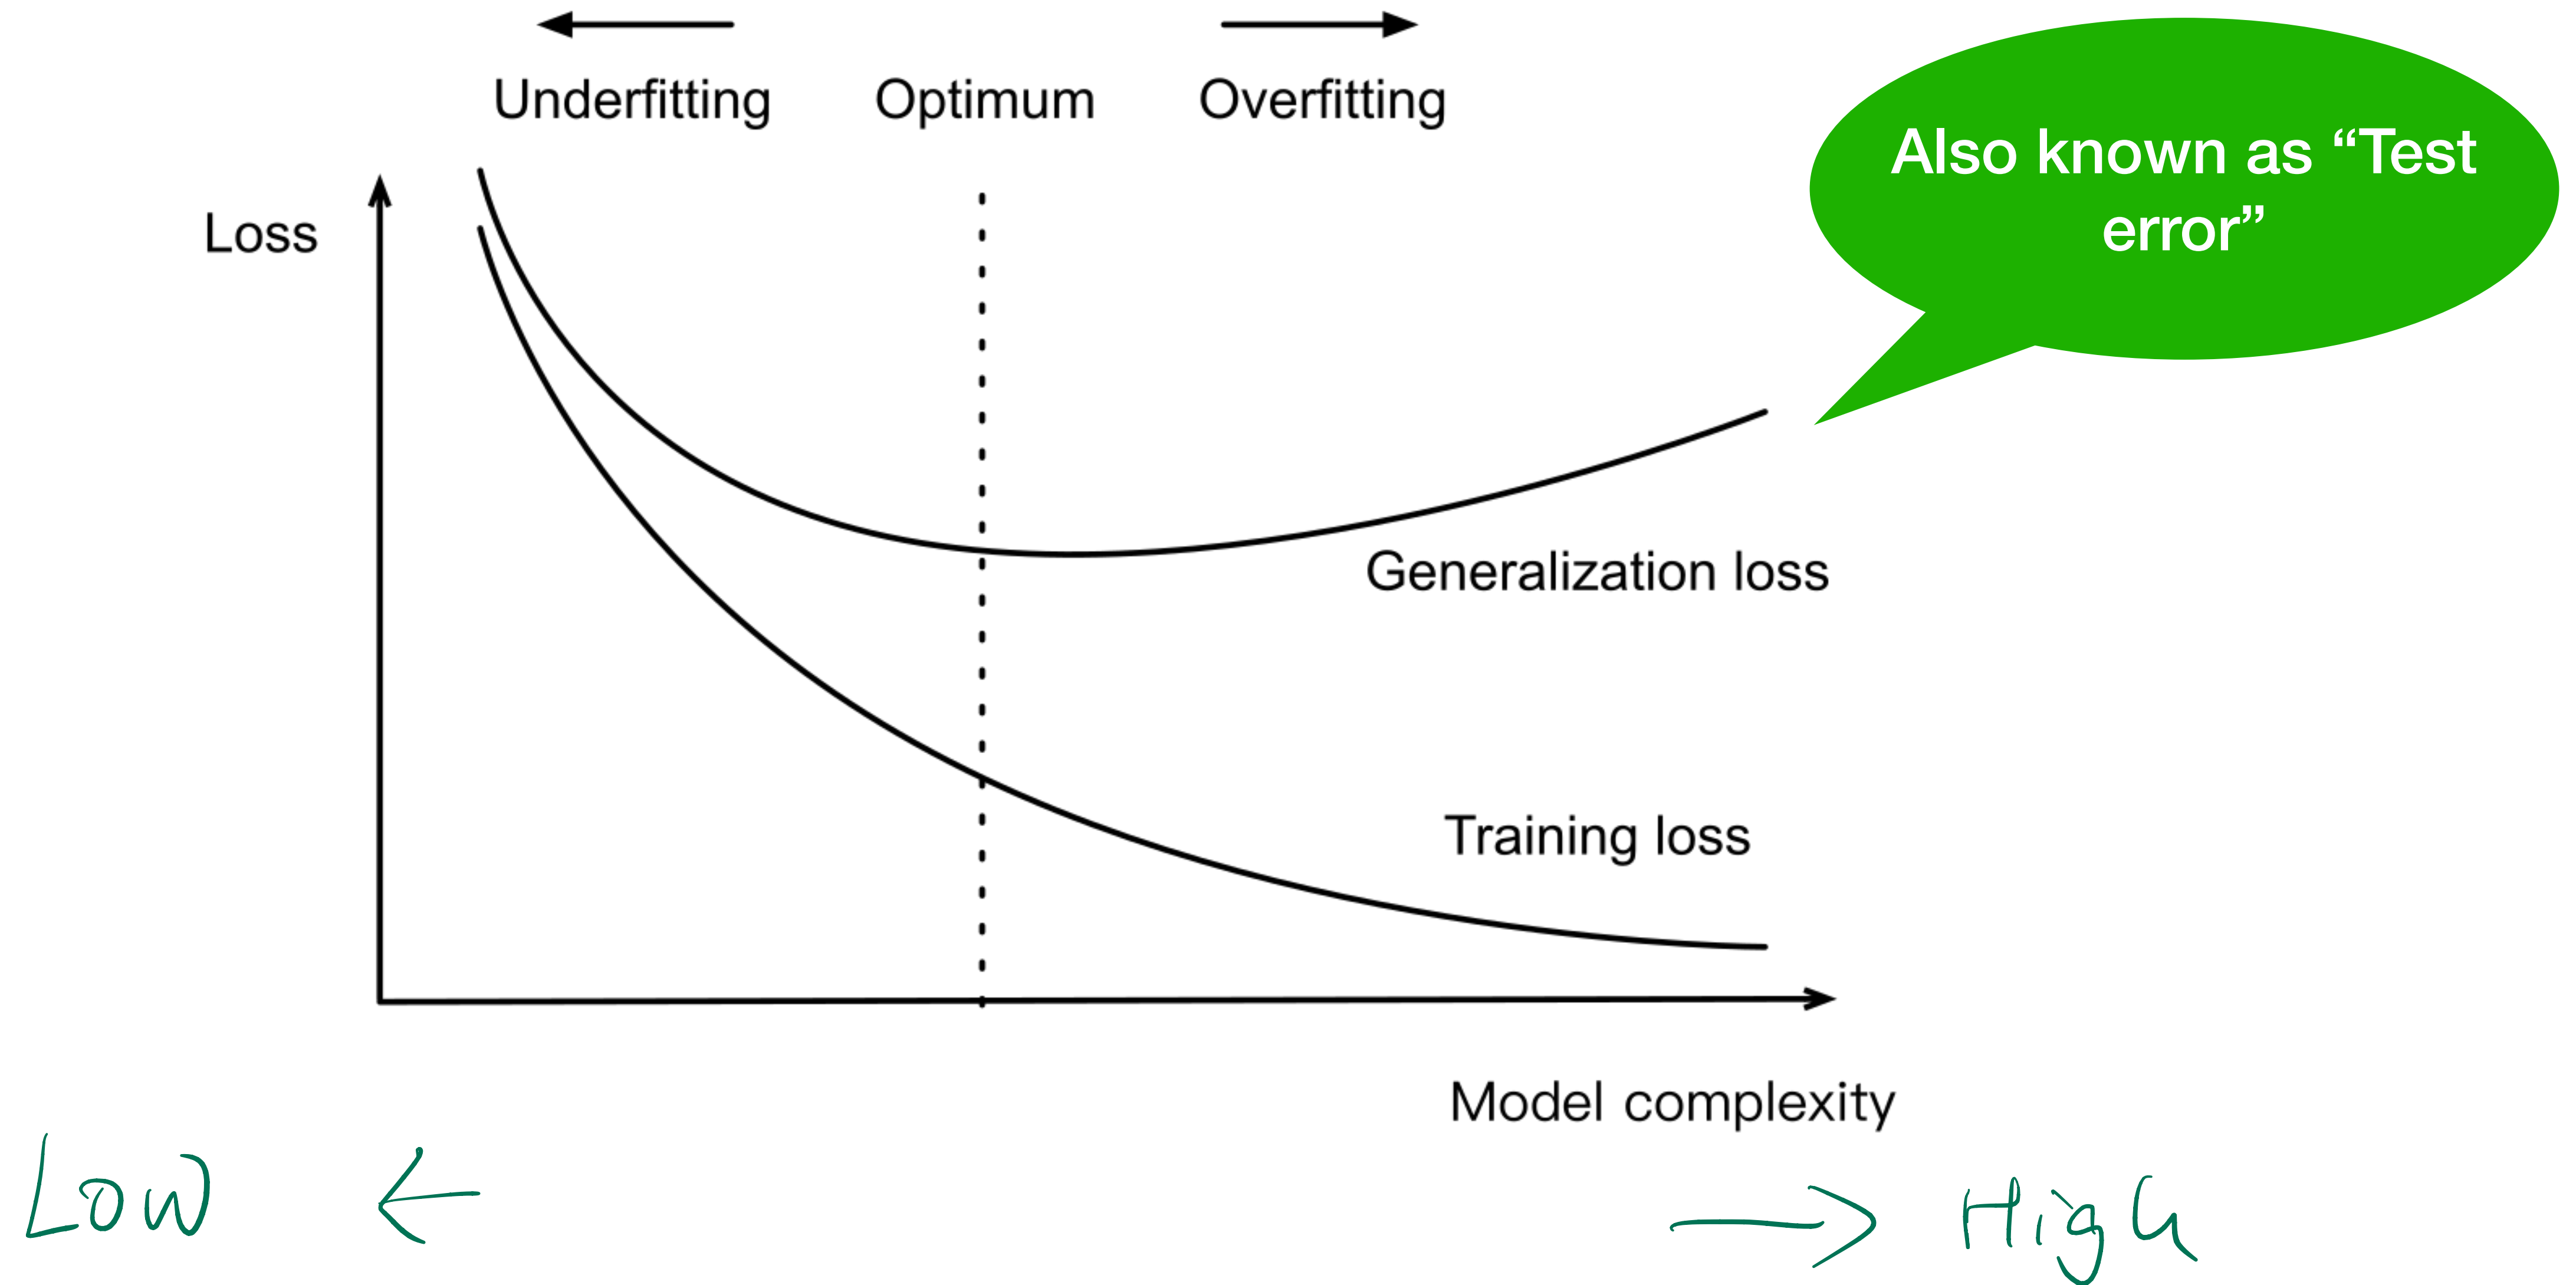 Underfitting
Optimum
Overfitting
Also known as “Test
error”
Loss
Generalization loss
Training loss
Model complexity
Low
High